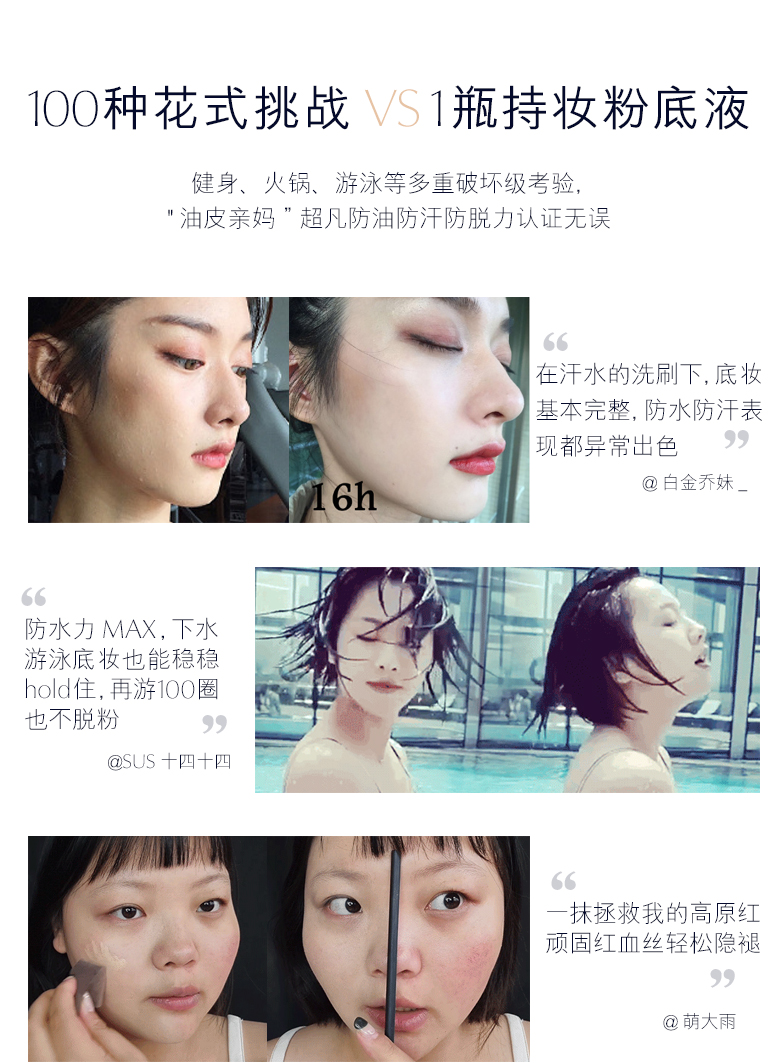 100种花式挑战 VS 1瓶持妆粉底液
健身、火锅、游泳等多重破坏级考验,
"油皮亲妈”超凡防油防汗防脱力认证无误
“
在汗水的洗刷下,底妆
基本完整,防水防汗表
现都异常出色
”
@白金乔妹_
16h
“
防水力 MAX,下水
游泳底妆也能稳稳
hold住,再游100圈
也不脱粉
”
@SUS 十四十四
“
一抹拯救我的高原红
顽固红血丝轻松隐褪
”
@萌大雨